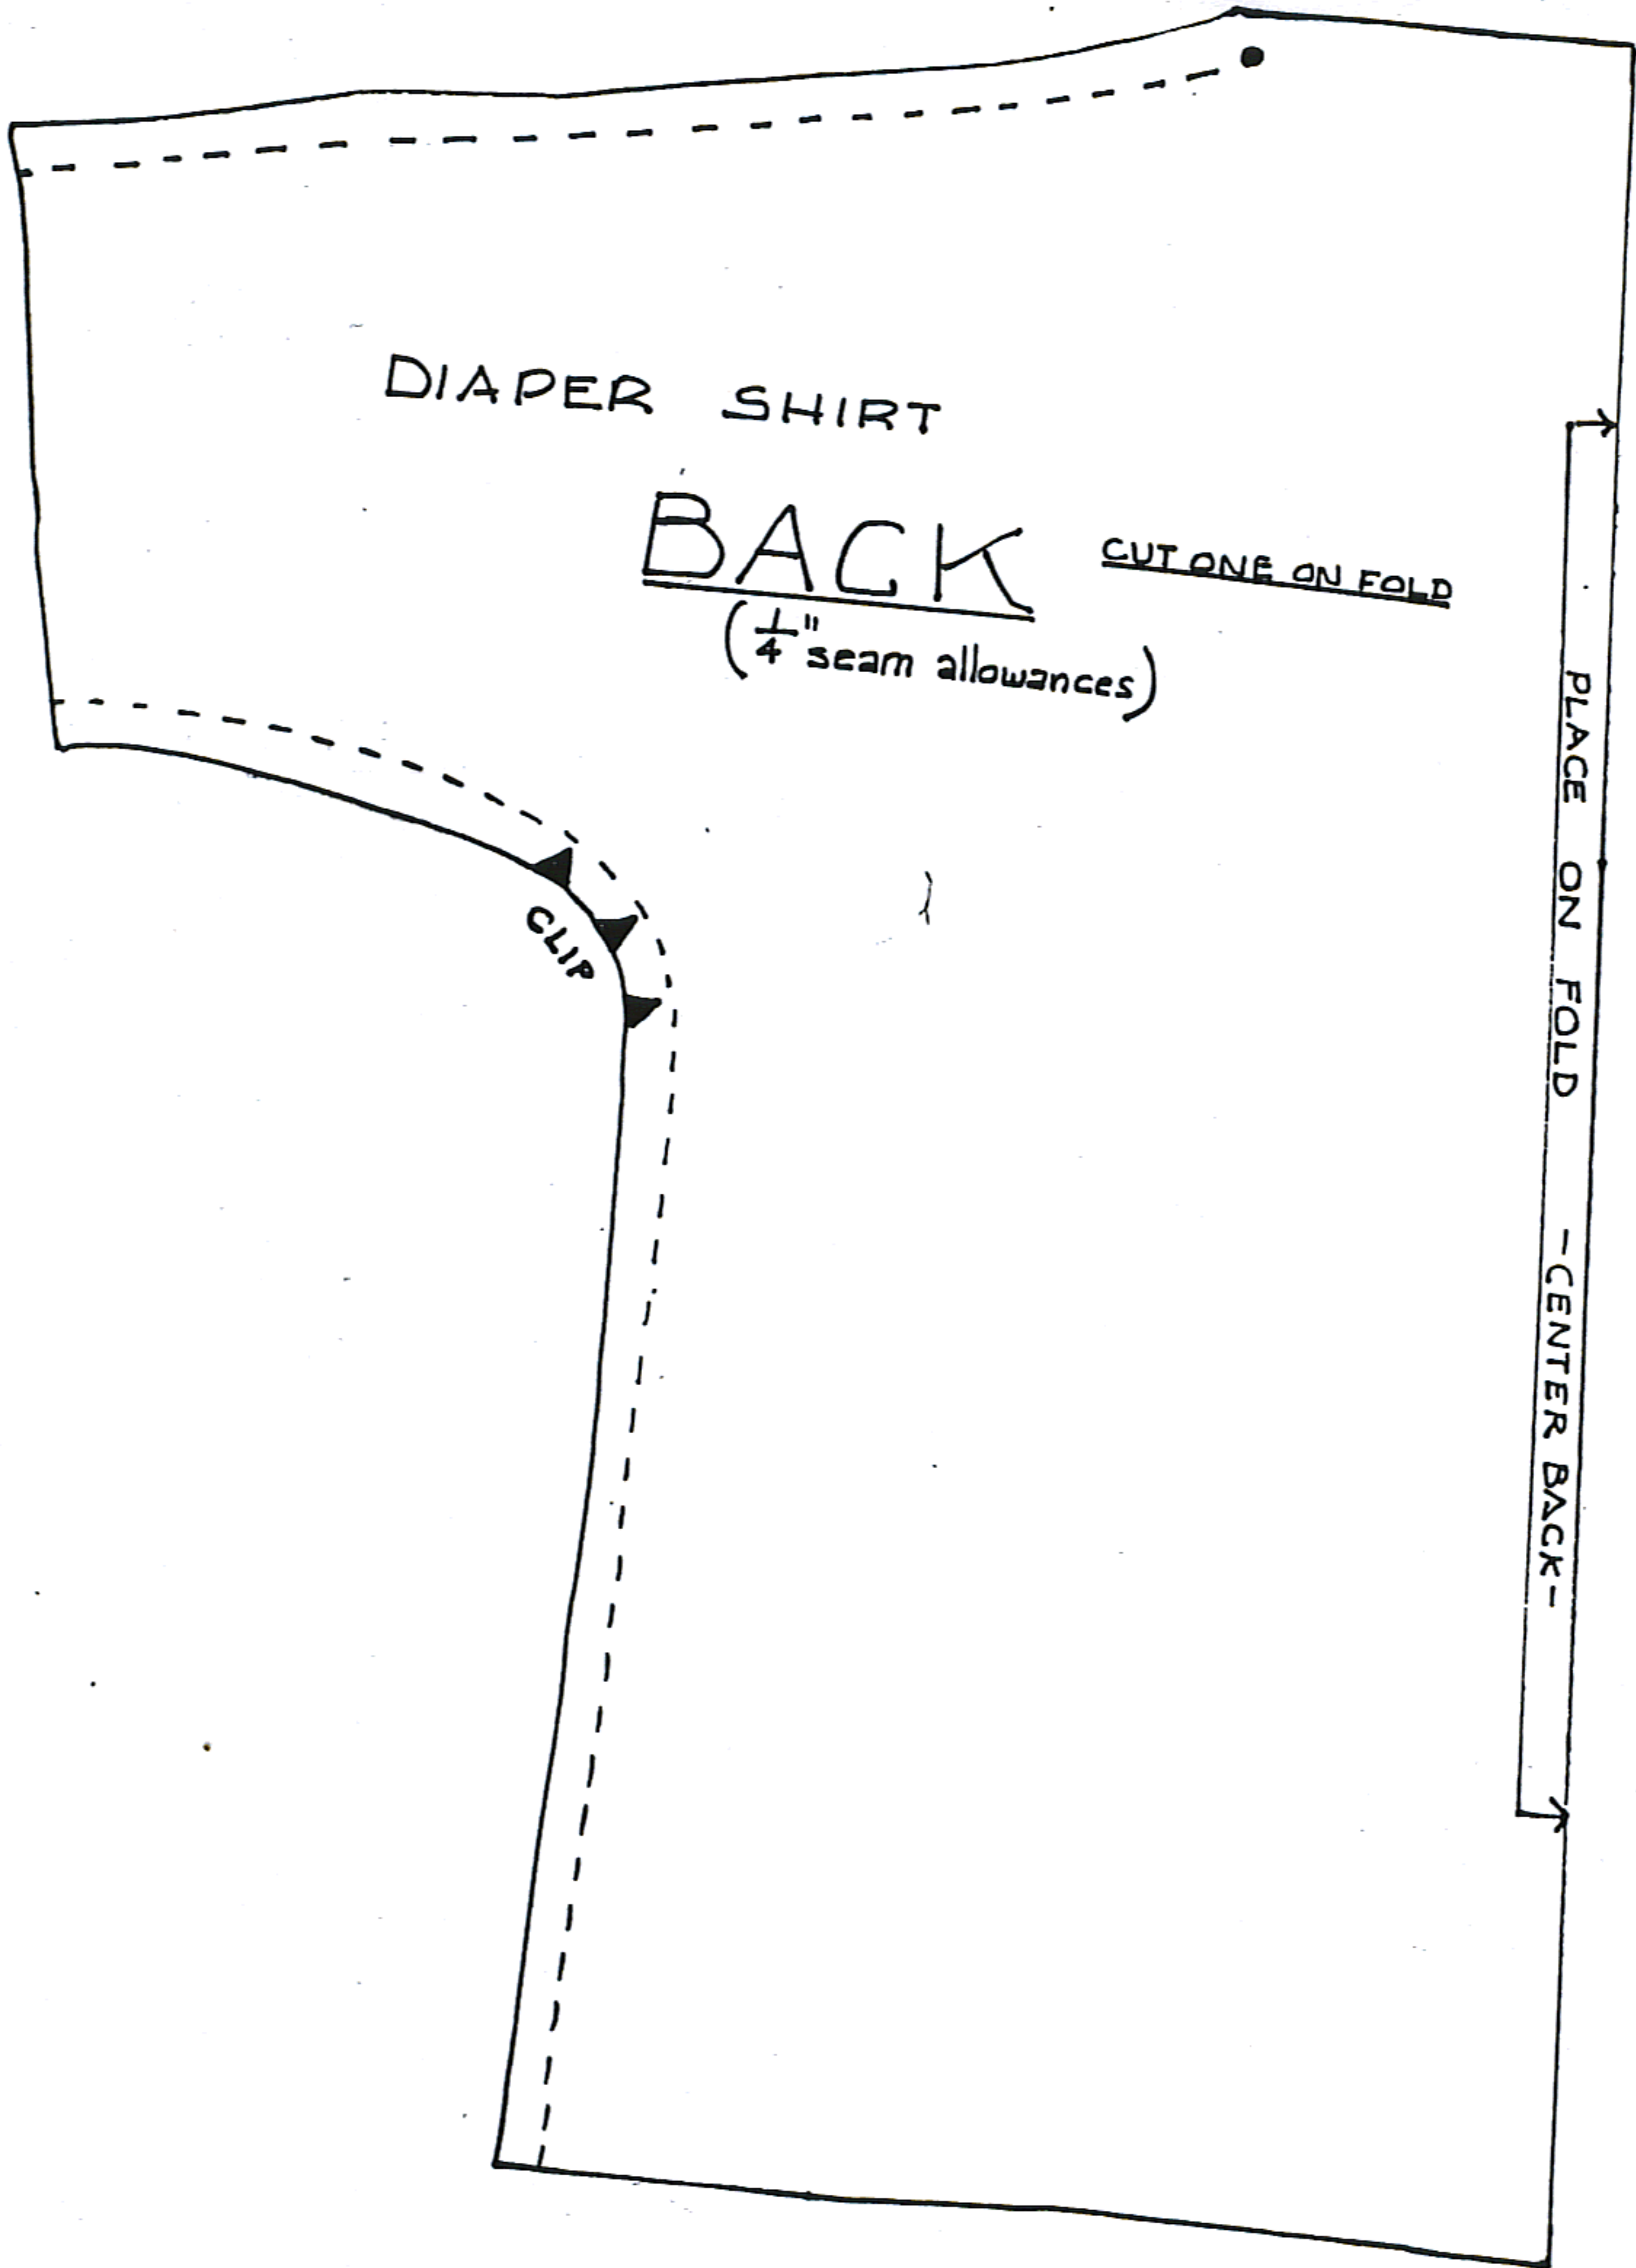 DIAPER SHIRT
BACK
CUT ONE ON FOLD
(1/4" seam allowances)
CLIP
PLACE ON FOLD -CENTER BACK-